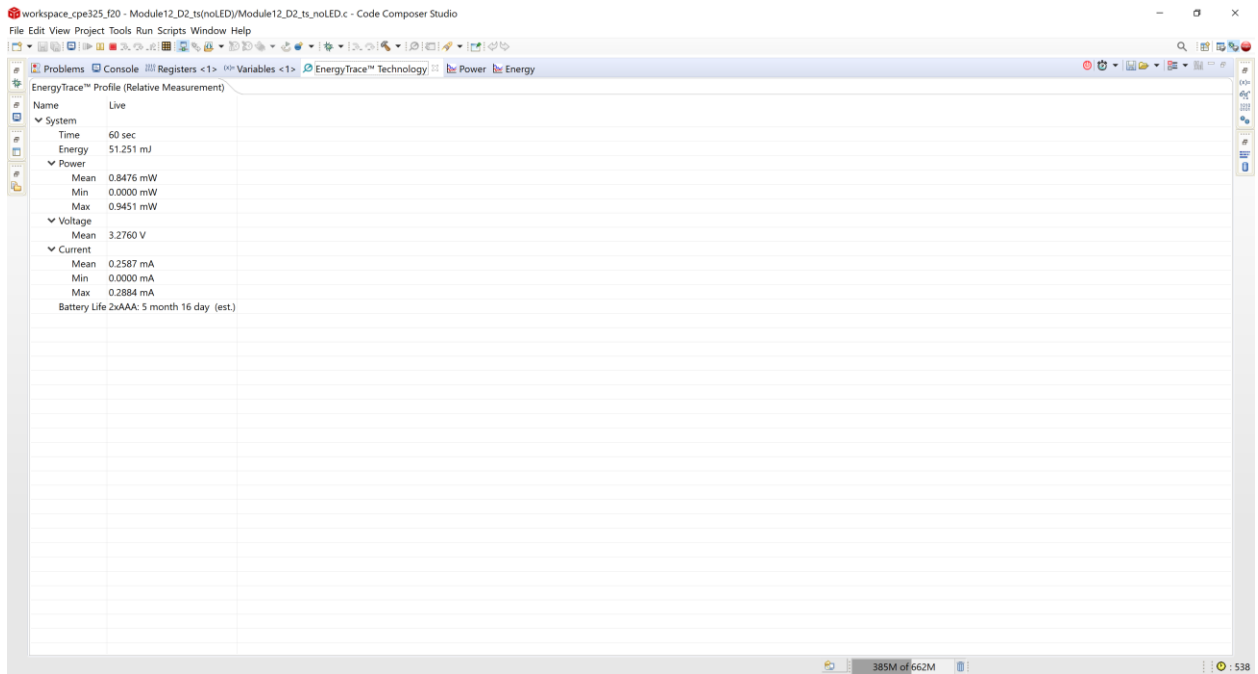 workspace_cpe325_f20 - Module12_D2_ts(noLED)/Module12_D2_ts_noLED.c - Code Composer Studio
File Edit View Project Tools Run Scripts Window Help
Problems Console Registers <1> Variables <1> EnergyTrace™ Technology Power Energy
EnergyTrace™ Profile (Relative Measurement)
Name Live
System
Time 60 sec
Energy 51.251 mJ
Power
Mean 0.8476 mW
Min 0.0000 mW
Max 0.9451 mW
Voltage
Mean 3.2760 V
Current
Mean 0.2587 mA
Min 0.0000 mA
Max 0.2884 mA
Battery Life 2xAAA: 5 month 16 day (est.)
385M of 662M
: 538